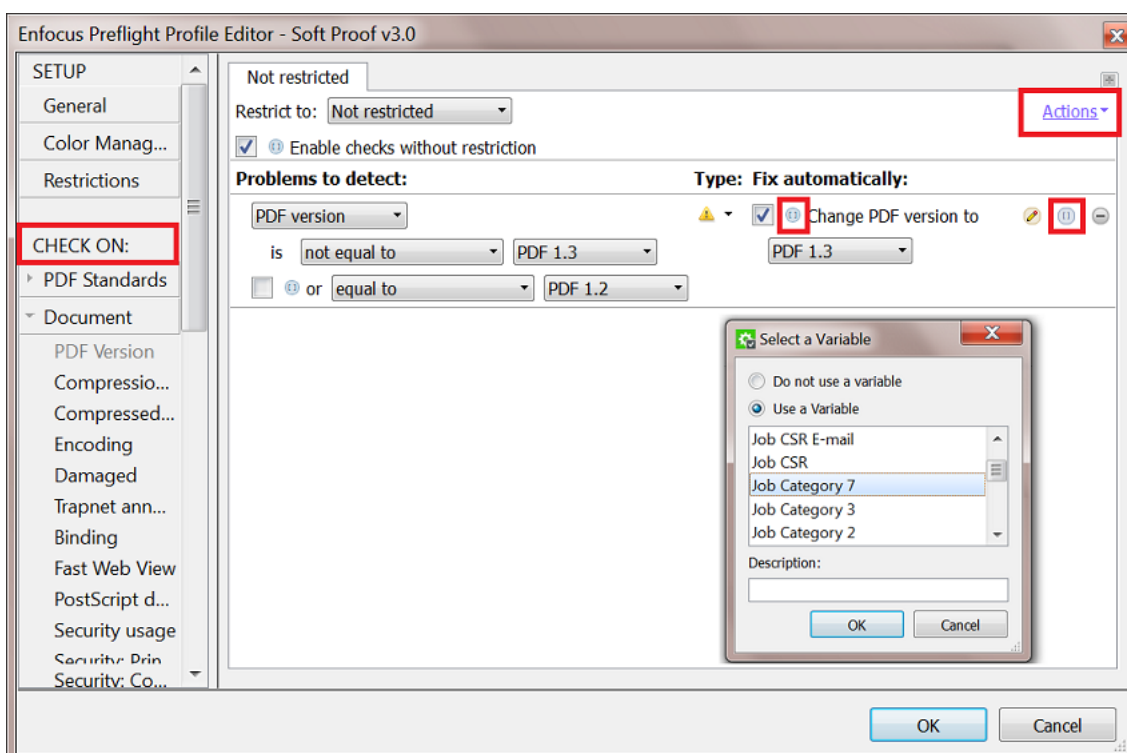 Enfocus Preflight Profile Editor - Soft Proof v3.0
SETUP
General
Color Manag...
Restrictions
CHECK ON:
PDF Standards
Document
PDF Version
Compressio...
Compressed...
Encoding
Damaged
Trapnet ann...
Binding
Fast Web View
PostScript d...
Security usage
Security: Prin
Security: Co...
Not restricted
Restrict to: Not restricted
Actions
Enable checks without restriction
Problems to detect: Type: Fix automatically:
PDF version Change PDF version to
is not equal to PDF 1.3 PDF 1.3
or equal to PDF 1.2
Select a Variable
Do not use a variable
Use a Variable
Job CSR E-mail
Job CSR
Job Category 7
Job Category 3
Job Category 2
Description:
OK Cancel
OK Cancel